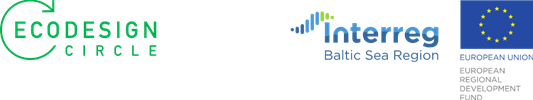 ECODESIGN
CIRCLE
Interreg
Baltic Sea Region
EUROPEAN UNION
EUROPEAN
REGIONAL
DEVELOPMENT
FUND